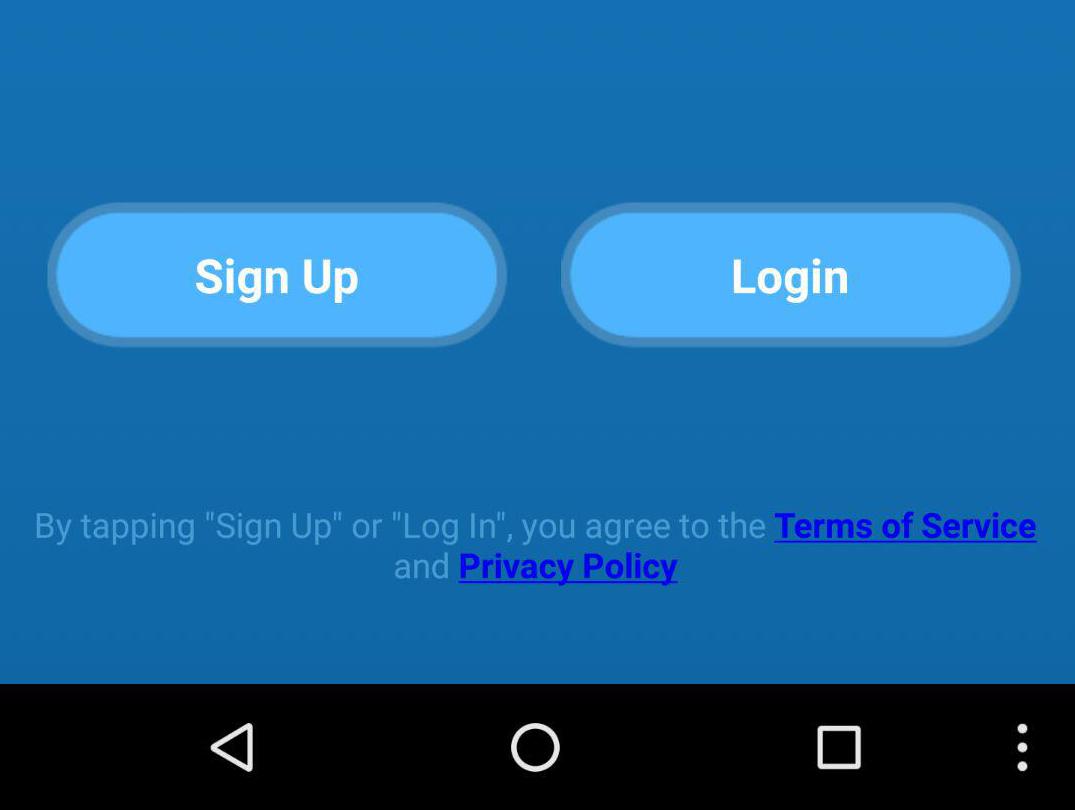 Sign Up
Login
By tapping "Sign Up" or "Log In", you agree to the Terms of Service
and Privacy Policy